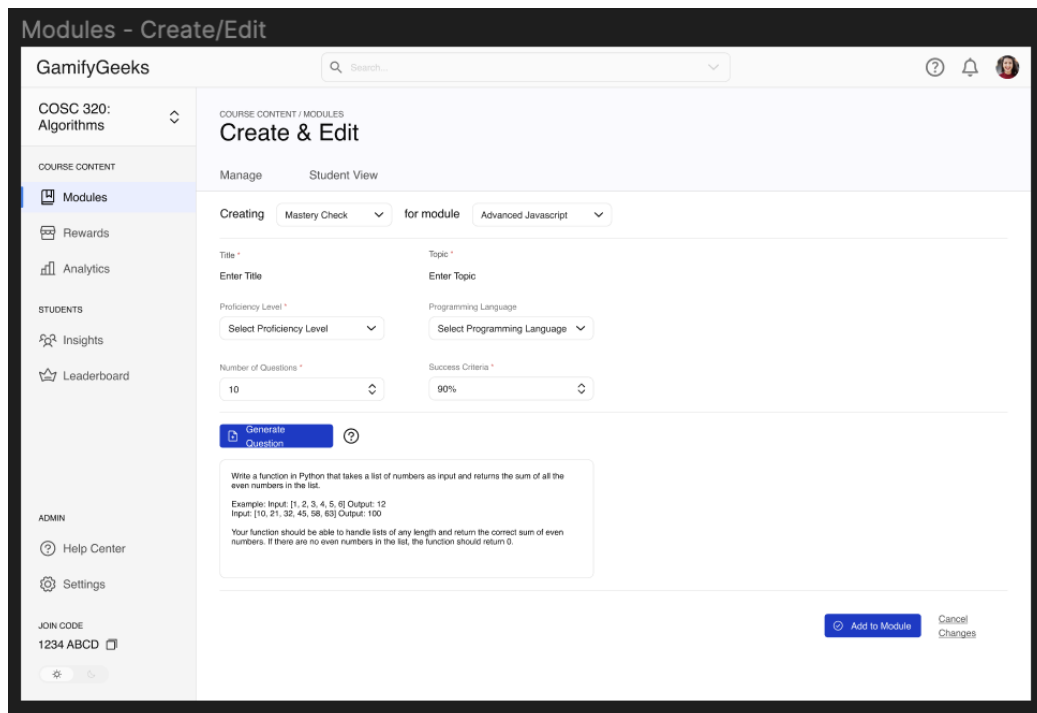 Modules - Create/Edit
GamifyGeeks
Search...
COSC 320:
Algorithms
COURSE CONTENT
Modules
Rewards
Analytics
STUDENTS
Insights
Leaderboard
ADMIN
Help Center
Settings
JOIN CODE
1234 ABCD
COURSE CONTENT / MODULES
Create & Edit
Manage Student View
Creating Mastery Check for module Advanced Javascript
Title * Topic *
Enter Title Enter Topic
Proficiency Level * Programming Language
Select Proficiency Level Select Programming Language
Number of Questions * Success Criteria *
10 90%
Generate
Question
Write a function in Python that takes a list of numbers as input and returns the sum of all the
even numbers in the list.
Example: Input: [1, 2, 3, 4, 5, 6] Output: 12
Input: [10, 21, 32, 45, 58, 63] Output: 100
Your function should be able to handle lists of any length and return the correct sum of even
numbers. If there are no even numbers in the list, the function should return 0.
Add to Module
Cancel
Changes